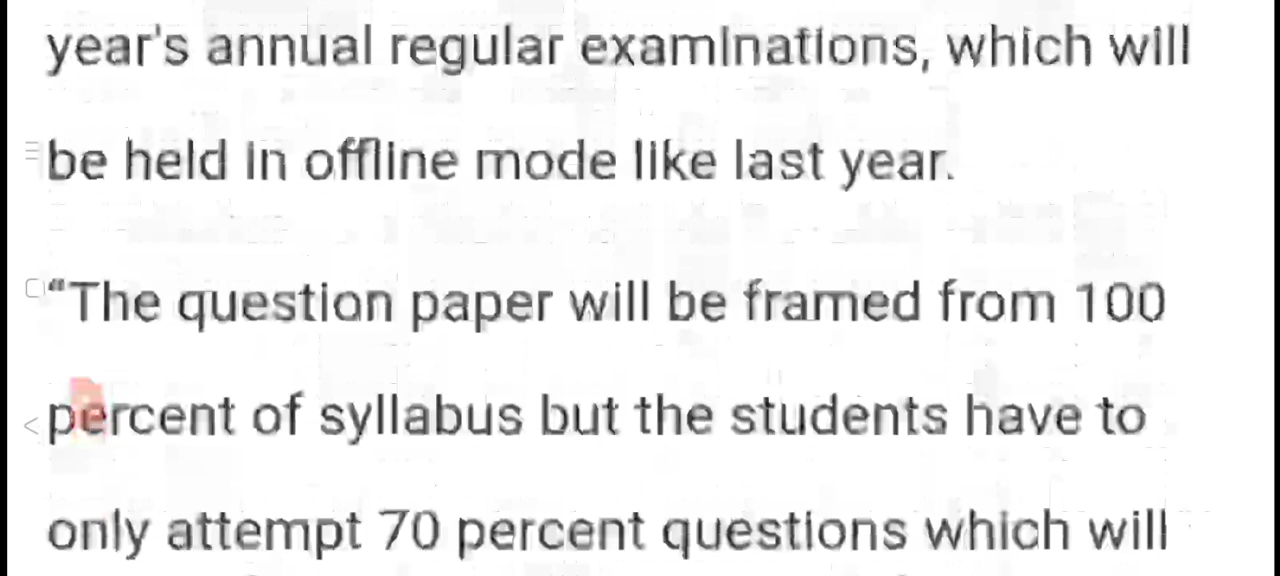 year's annual regular examinations, which will
be held in offline mode like last year.
“The question paper will be framed from 100
percent of syllabus but the students have to
only attempt 70 percent questions which will